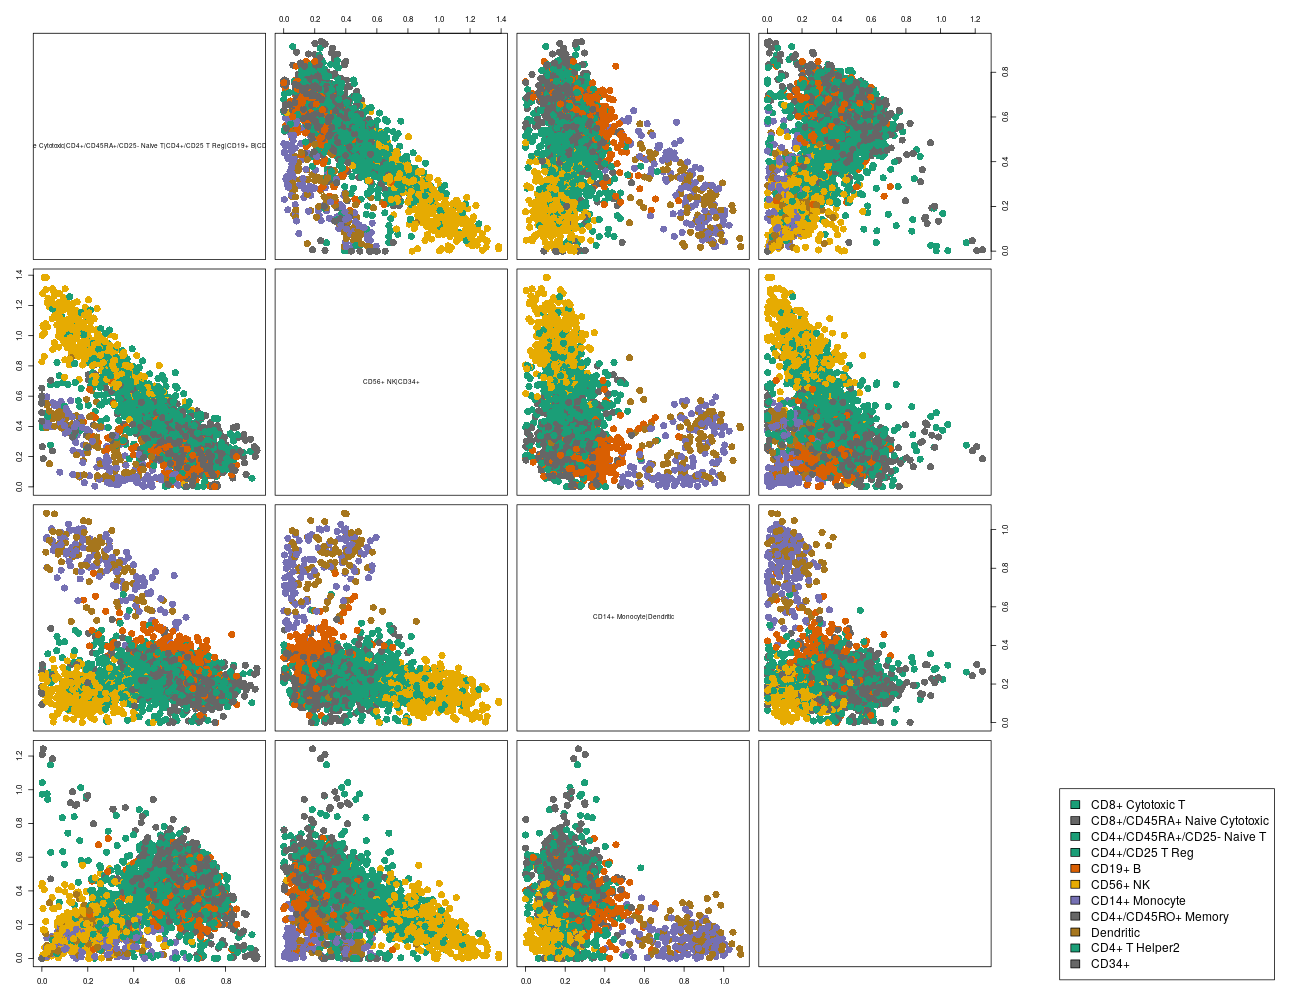 0.0 0.2 0.4 0.6 0.8 1.0 1.2 1.4
0.0 0.2 0.4 0.6 0.8 1.0 1.2
e Cytotoxic|CD4+/CD45RA+/CD25- Naive T|CD4+/CD25 T Reg|CD19+ B|CD
0.0 0.2 0.4 0.6 0.8
0.0 0.2 0.4 0.6 0.8 1.0 1.2 1.4
CD56+ NK|CD34+
CD14+ Monocyte|Dendritic
0.0 0.2 0.4 0.6 0.8 1.0
0.0 0.2 0.4 0.6 0.8 1.0 1.2
0.0 0.2 0.4 0.6 0.8
0.0 0.2 0.4 0.6 0.8 1.0
CD8+ Cytotoxic T
CD8+/CD45RA+ Naive Cytotoxic
CD4+/CD45RA+/CD25- Naive T
CD4+/CD25 T Reg
CD19+ B
CD56+ NK
CD14+ Monocyte
CD4+/CD45RO+ Memory
Dendritic
CD4+ T Helper2
CD34+